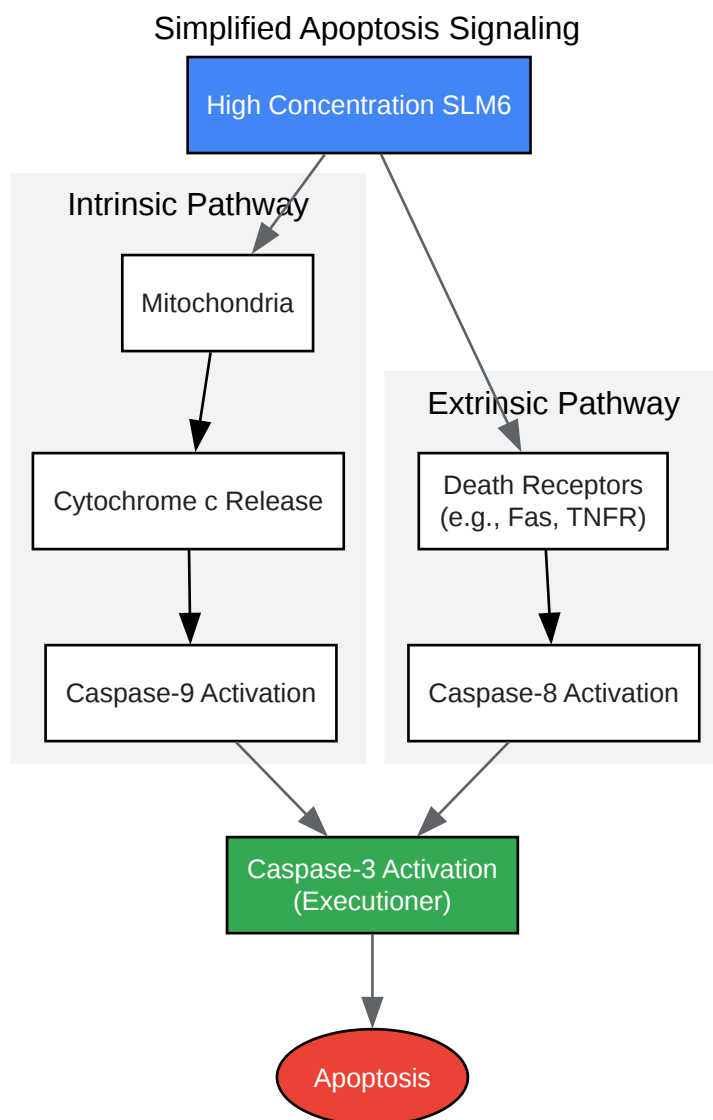 Simplified Apoptosis Signaling
High Concentration SLM6
Intrinsic Pathway
Mitochondria
Cytochrome c Release
Caspase-9 Activation
Extrinsic Pathway
Death Receptors
(e.g., Fas, TNFR)
Caspase-8 Activation
Caspase-3 Activation
(Executioner)
Apoptosis